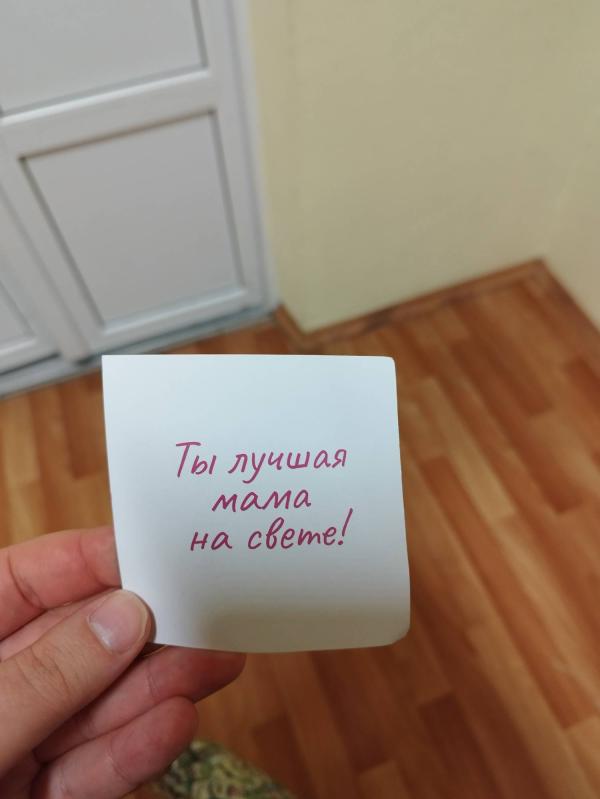 Ты лучшая
мама
на свете!